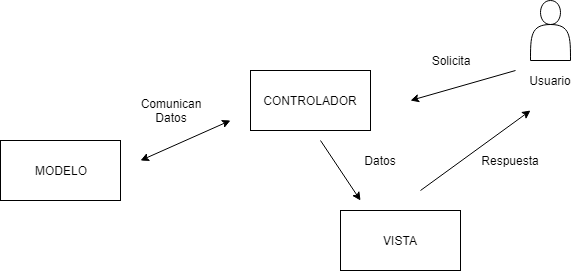 Solicita
Usuario
Comunican
Datos
CONTROLADOR
MODELO
Datos
Respuesta
VISTA